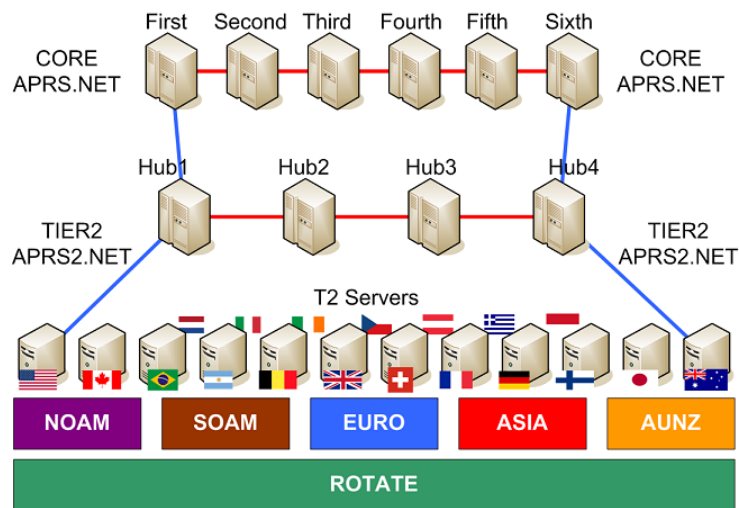 First Second Third Fourth Fifth Sixth
CORE
APRS.NET
CORE
APRS.NET
Hub1 Hub2 Hub3 Hub4
TIER2
APRS2.NET
TIER2
APRS2.NET
T2 Servers
NOAM SOAM EURO ASIA AUNZ
ROTATE